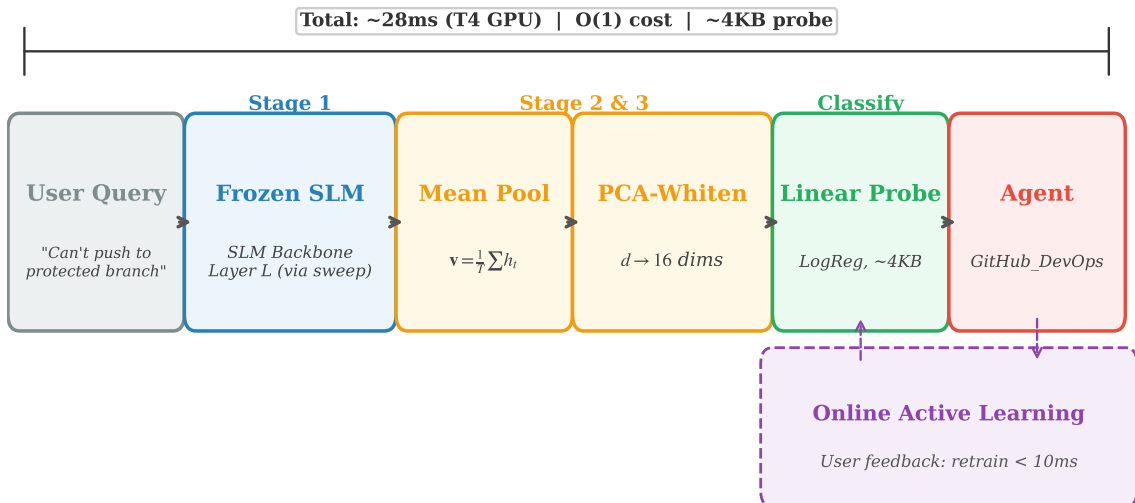 Total: ~28ms (T4 GPU) | O(1) cost | ~4KB probe
Stage 1
Stage 2 & 3
Classify
User Query
"Can't push to
protected branch"
Frozen SLM
SLM Backbone
Layer L (via sweep)
Mean Pool
v = 1/T ∑ h_t
PCA-Whiten
d → 16 dims
Linear Probe
LogReg, ~4KB
Agent
GitHub_DevOps
Online Active Learning
User feedback: retrain < 10ms